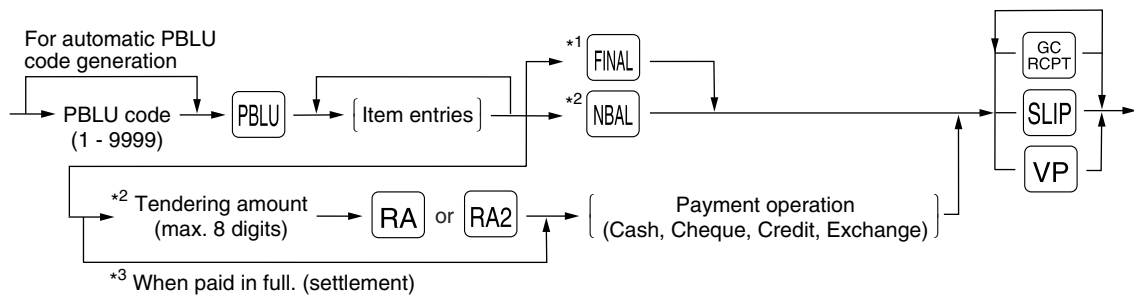 For automatic PBLU
code generation
PBLU code
(1 - 9999)
PBLU
Item entries
*1 FINAL
*2 NBAL
GC
RCPT
SLIP
VP
*2 Tendering amount
(max. 8 digits)
RA or RA2
Payment operation
(Cash, Cheque, Credit, Exchange)
*3 When paid in full. (settlement)